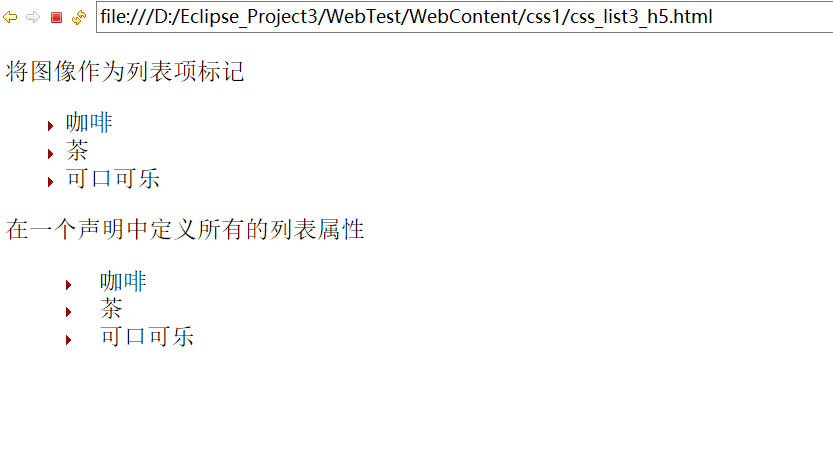 file:///D:/Eclipse_Project3/WebTest/WebContent/css1/css_list3_h5.html
将图像作为列表项标记
咖啡
茶
可口可乐
在一个声明中定义所有的列表属性
咖啡
茶
可口可乐